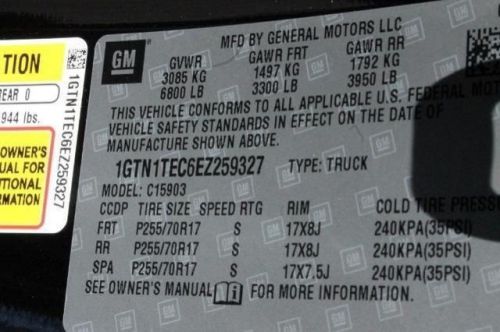 MFD BY GENERAL MOTORS LLC
GM
GVWR GAWR FRT GAWR RR
3085 KG 1497 KG 1792 KG
6800 LB 3300 LB 3950 LB
THIS VEHICLE CONFORMS TO ALL APPLICABLE U.S. FEDERAL MOTOR
VEHICLE SAFETY STANDARDS IN EFFECT ON THE DATE OF
MANUFACTURE SHOWN ABOVE.
1GTN1TEC6EZ259327 TYPE: TRUCK
MODEL: C15903
CCDP TIRE SIZE SPEED RTG RIM COLD TIRE
FRT P255/70R17 S 17X8J 240KPA(35PSI)
RR P255/70R17 S 17X8J 240KPA(35PSI)
SPA P255/70R17 S 17X7.5J 240KPA(35PSI)
SEE OWNER'S MANUAL FOR MORE INFORMATION.
TION
REAR 0
944 lbs.
OWNER'S
UAL FOR
ITIONAL
RMATION
1GTN1TEC6EZ259327